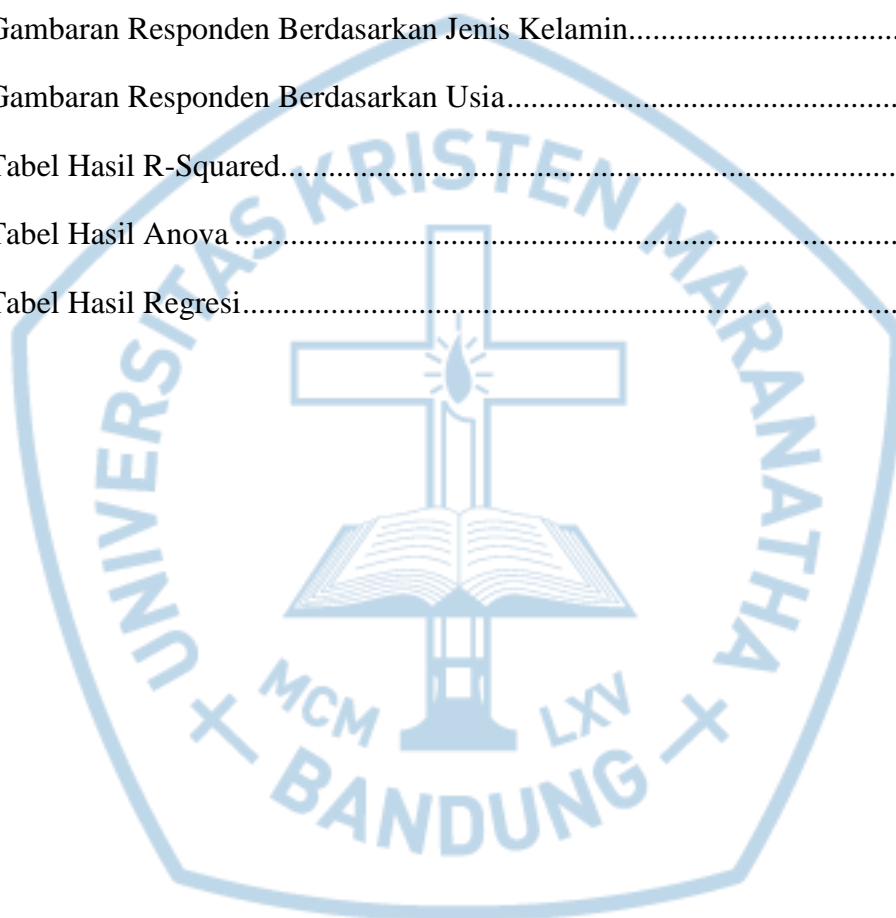 Gambaran Responden Berdasarkan Jenis Kelamin..................................
Gambaran Responden Berdasarkan Usia.................................................
Tabel Hasil R-Squared............................................................................
Tabel Hasil Anova ..................................................................................
Tabel Hasil Regresi.................................................................................
UNIVERSITAS KRISTEN MARANATHA
MCM LXV
BANDUNG